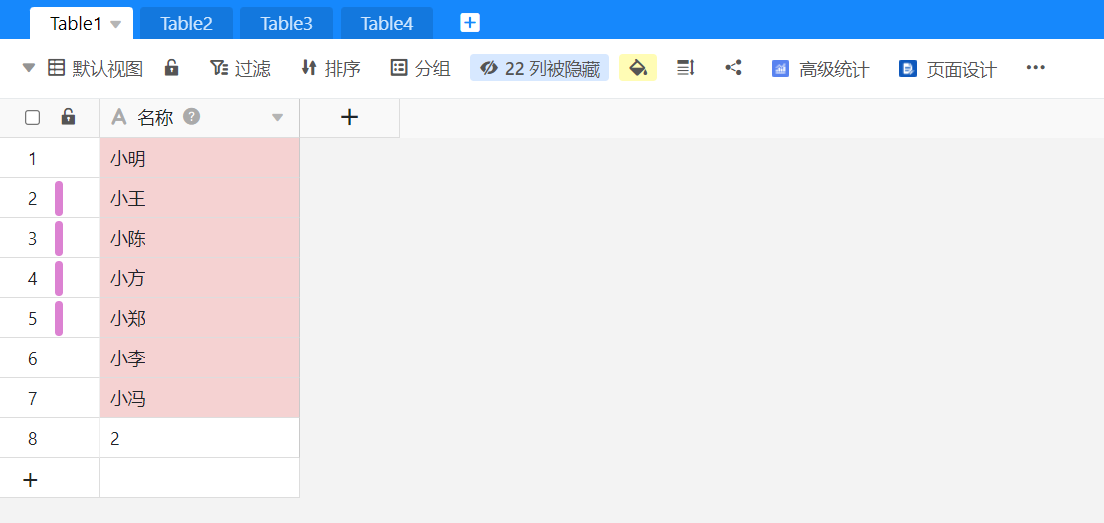 Table1 Table2 Table3 Table4
默认视图 过滤 排序 分组 22 列被隐藏 高级统计 页面设计
A 名称 ?
1 小明
2 小王
3 小陈
4 小方
5 小郑
6 小李
7 小冯
8 2